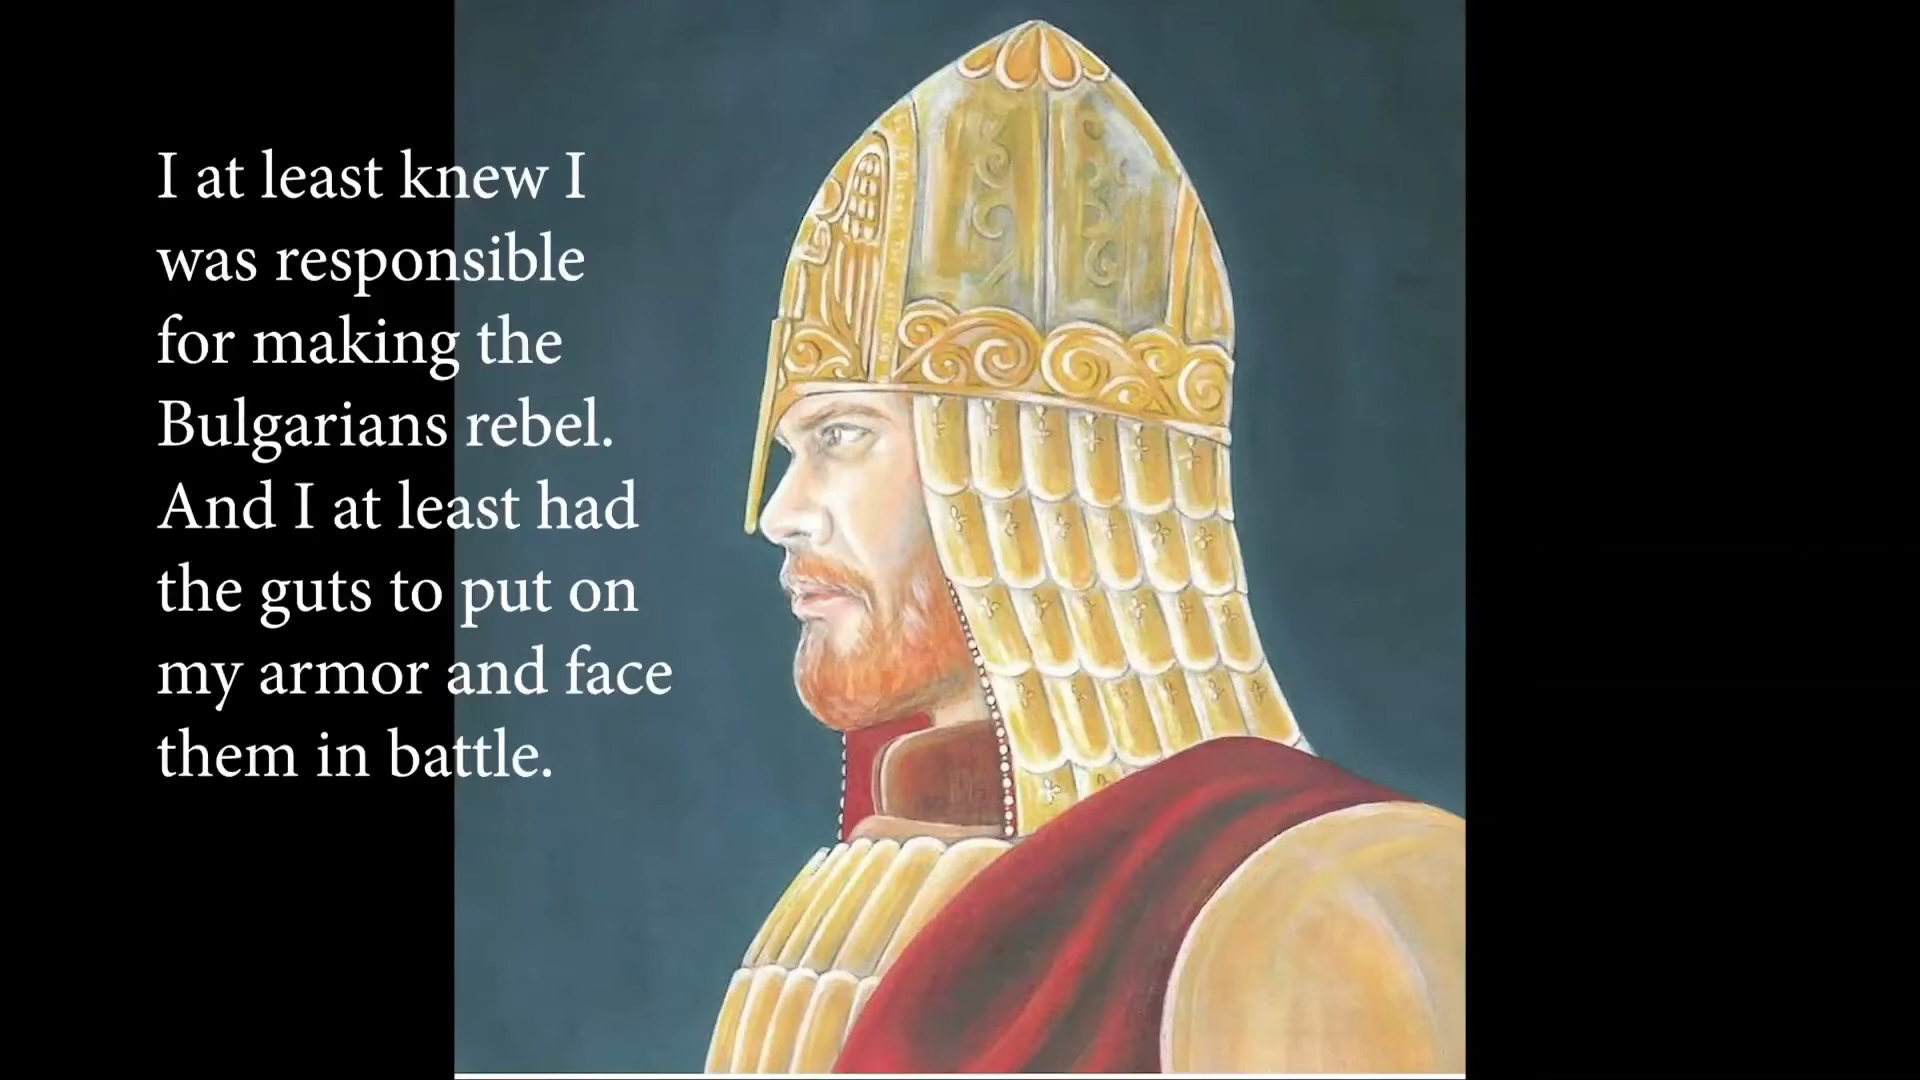 I at least knew I
was responsible
for making the
Bulgarians rebel.
And I at least had
the guts to put on
my armor and face
them in battle.